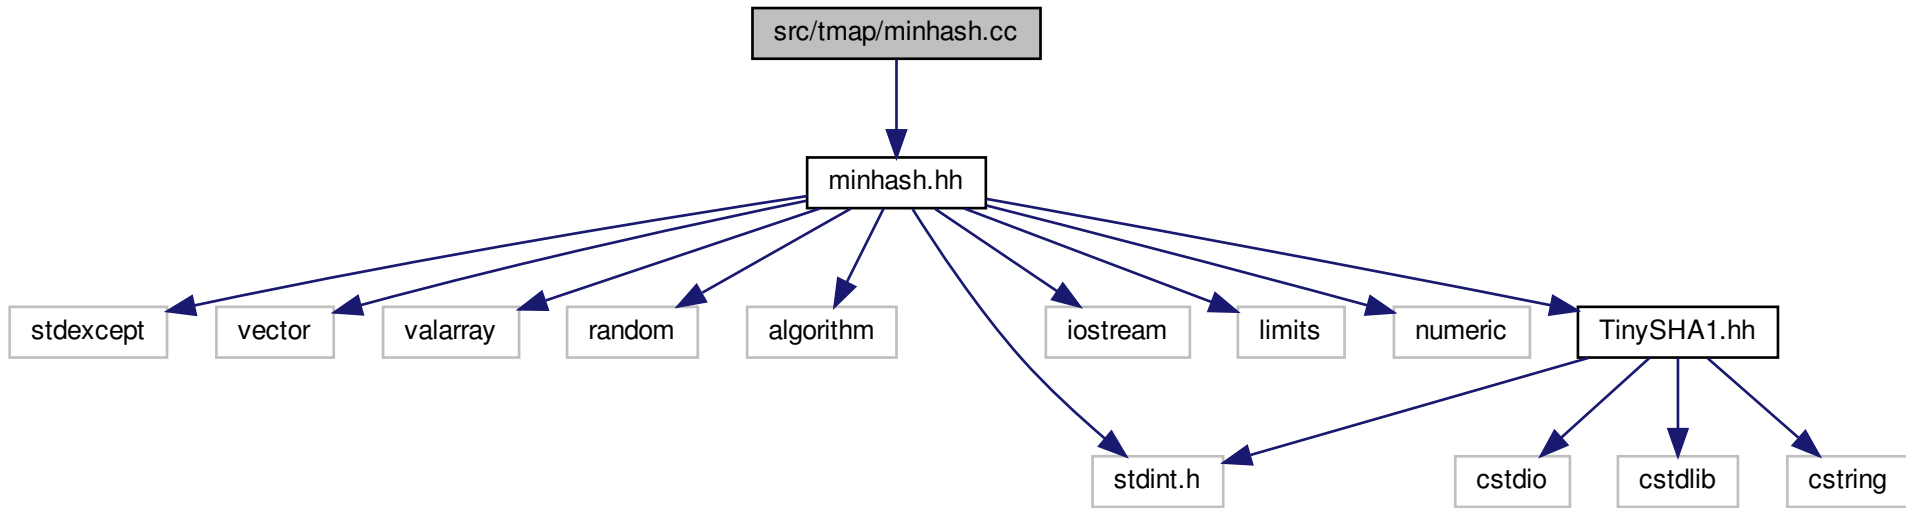 src/tmap/minhash.cc
minhash.hh
stdexcept
vector
valarray
random
algorithm
iostream
limits
numeric
TinySHA1.hh
stdint.h
cstdio
cstdlib
cstring